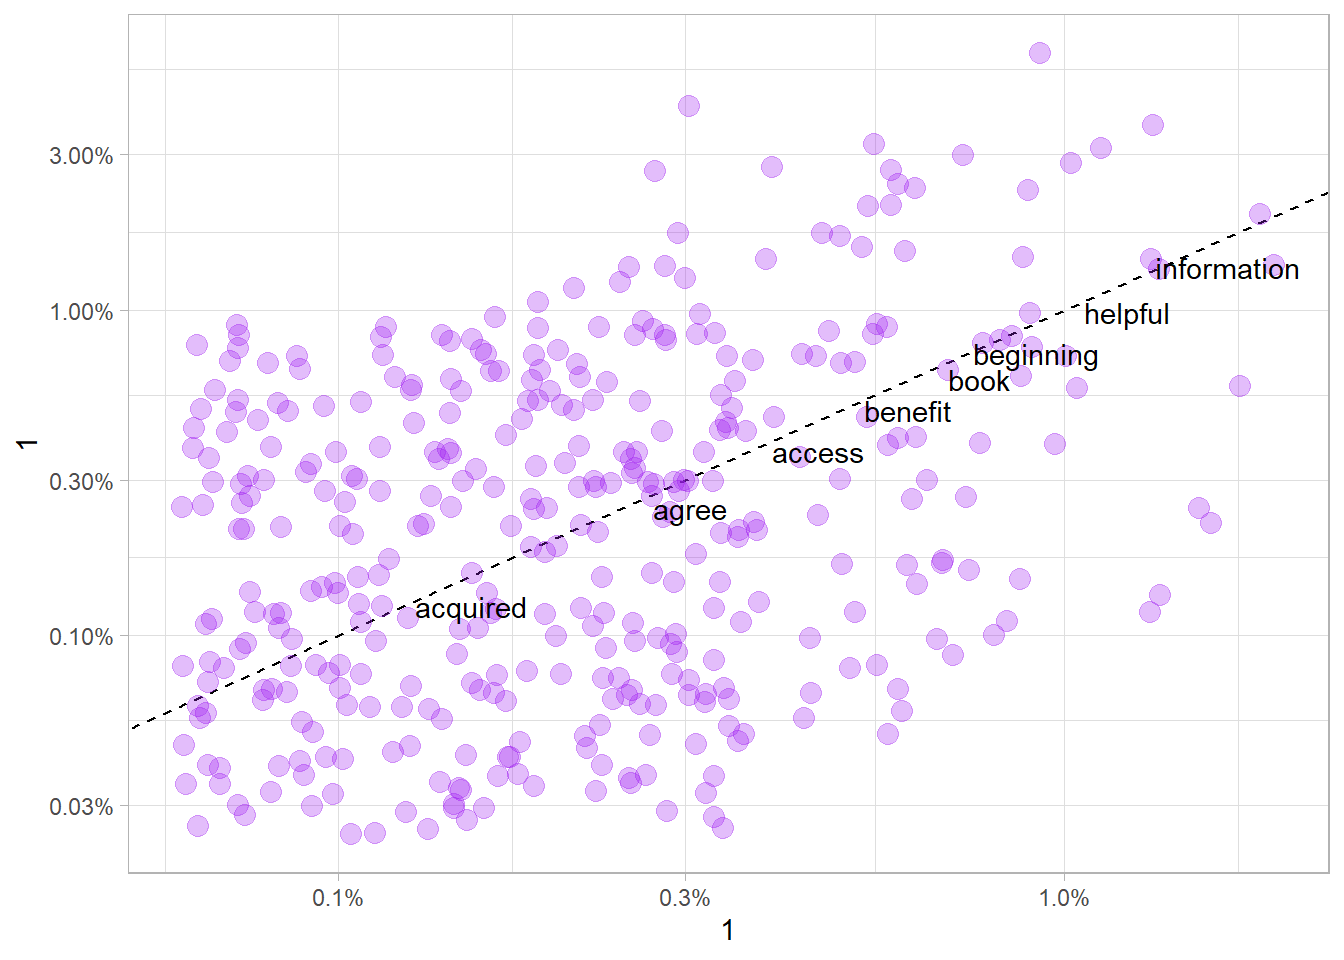 3.00%
1.00%
0.30%
0.10%
0.03%
1
information
helpful
beginning
book
benefit
access
agree
acquired
0.1%
0.3%
1.0%
1